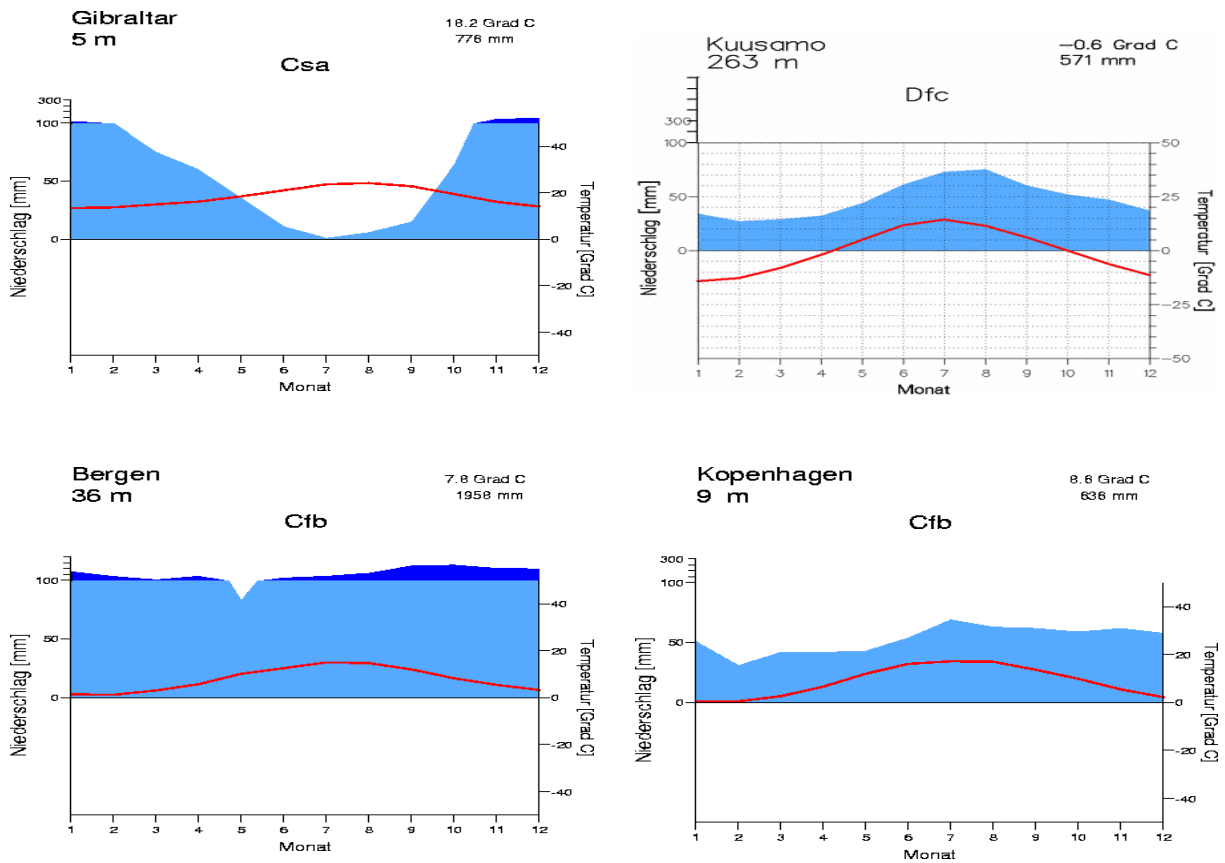 Gibraltar
5 m
18.2 Grad C
776 mm
Csa
300
100
50
0
40
20
0
-20
-40
Niederschlag [mm]
Temperatur [Grad C]
1 2 3 4 5 6 7 8 9 10 11 12
Monat
Kuusamo
263 m
-0.6 Grad C
571 mm
Dfc
300
100
50
0
50
25
0
-25
-50
Niederschlag [mm]
Temperatur [Grad C]
1 2 3 4 5 6 7 8 9 10 11 12
Monat
Bergen
36 m
7.8 Grad C
1958 mm
Cfb
100
50
0
40
20
0
-20
-40
Niederschlag [mm]
Temperatur [Grad C]
1 2 3 4 5 6 7 8 9 10 11 12
Monat
Kopenhagen
9 m
8.6 Grad C
636 mm
Cfb
300
100
50
0
40
20
0
-20
-40
Niederschlag [mm]
Temperatur [Grad C]
1 2 3 4 5 6 7 8 9 10 11 12
Monat